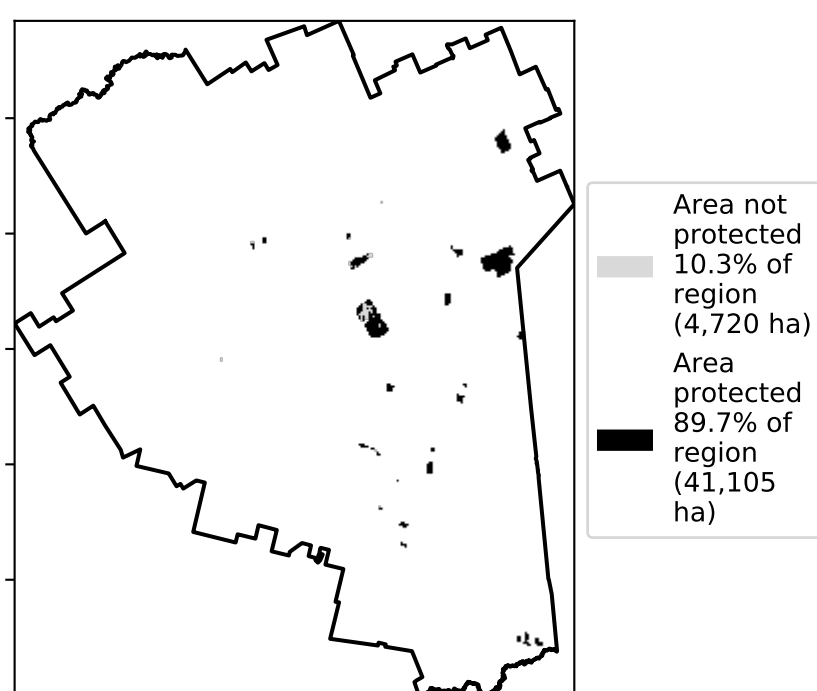 Area not
protected
10.3% of
region
(4,720 ha)
Area
protected
89.7% of
region
(41,105
ha)